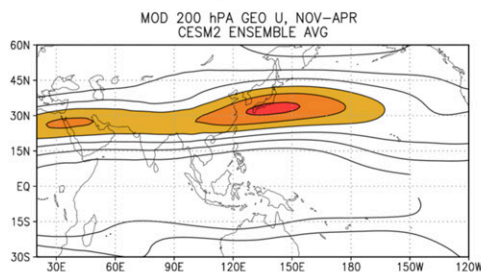 MOD 200 hPa GEO U, NOV-APR
CESM2 ENSEMBLE AVG
60N
45N
30N
15N
EQ
15S
30S
30E 60E 90E 120E 150E 180 150W 120W